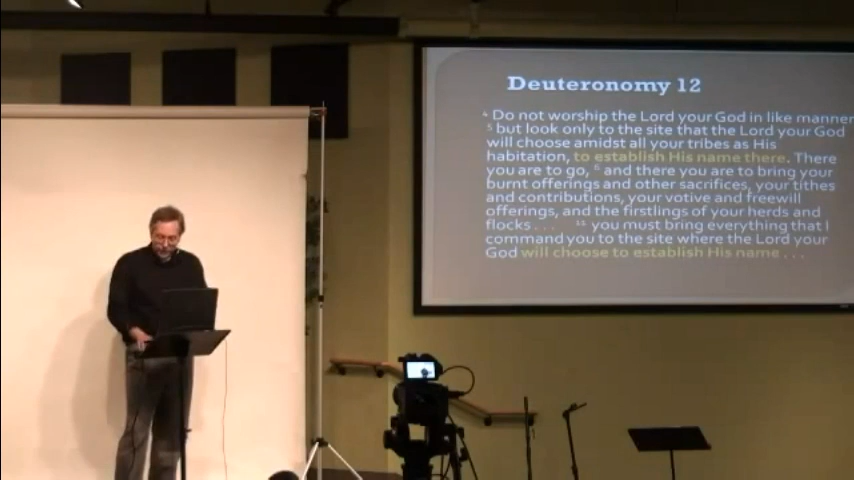 Deuteronomy 12
4 Do not worship the Lord your God in like manner
5 but look only to the site that the Lord your God
will choose amidst all your tribes as His
habitation, to establish His name there. There
you are to go, 6 and there you are to bring your
burnt offerings and other sacrifices, your tithes
and contributions, your votive and freewill
offerings, and the firstlings of your herds and
flocks . . . 11 you must bring everything that I
command you to the site where the Lord your
God will choose to establish His name . . .